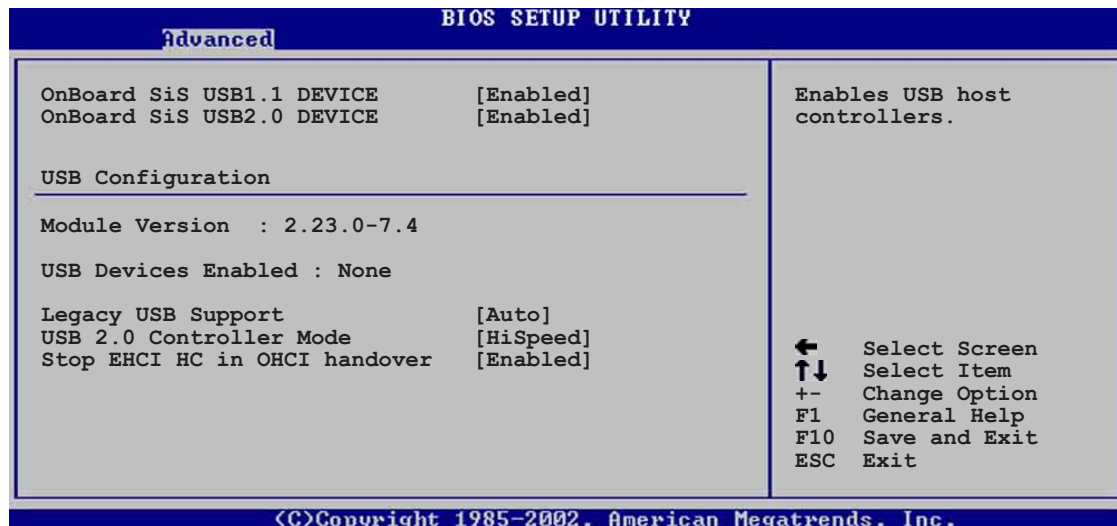 BIOS SETUP UTILITY
Advanced
OnBoard SiS USB1.1 DEVICE [Enabled]
OnBoard SiS USB2.0 DEVICE [Enabled]
USB Configuration
Module Version : 2.23.0-7.4
USB Devices Enabled : None
Legacy USB Support [Auto]
USB 2.0 Controller Mode [HiSpeed]
Stop EHCI HC in OHCI handover [Enabled]
Enables USB host
controllers.
← Select Screen
↑↓ Select Item
+- Change Option
F1 General Help
F10 Save and Exit
ESC Exit
(C)Copyright 1985-2002, American Megatrends, Inc.